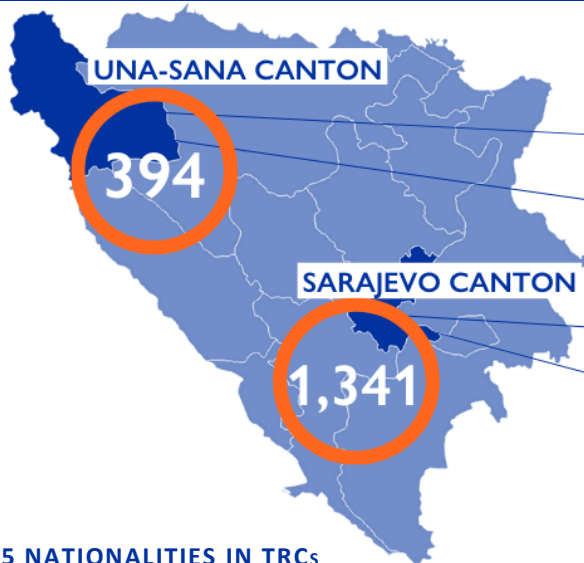 UNA-SANA CANTON
394
SARAJEVO CANTON
1,341
5 NATIONALITIES IN TRCs